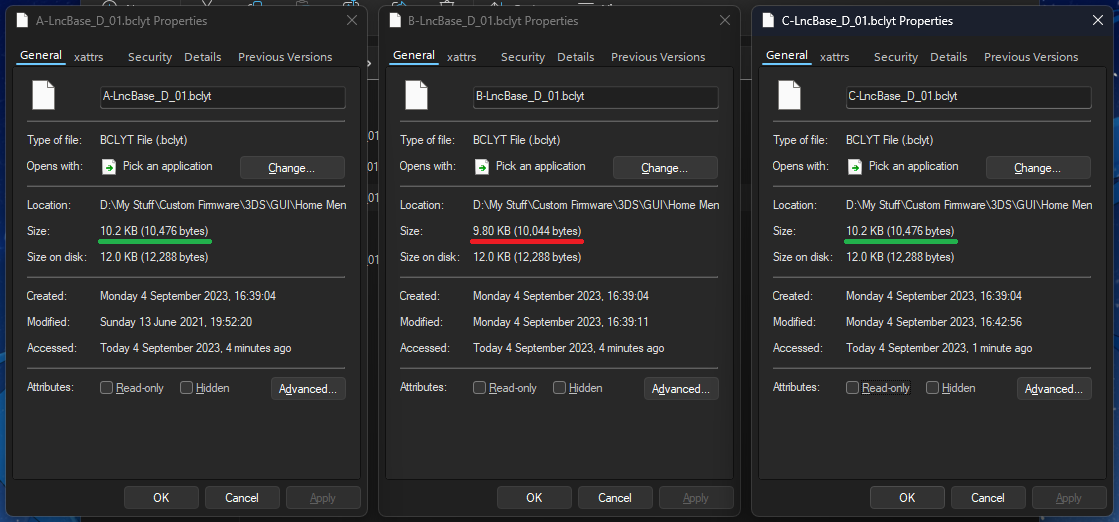 A-LncBase_D_01.bclyt Properties
General xattrs Security Details Previous Versions
A-LncBase_D_01.bclyt
Type of file: BCLYT File (.bclyt)
Opens with: Pick an application Change...
Location: D:\My Stuff\Custom Firmware\3DS\GUI\Home Men
Size: 10.2 KB (10,476 bytes)
Size on disk: 12.0 KB (12,288 bytes)
Created: Monday 4 September 2023, 16:39:04
Modified: Sunday 13 June 2021, 19:52:20
Accessed: Today 4 September 2023, 4 minutes ago
Attributes: Read-only Hidden Advanced...
OK Cancel Apply
_01
_01
_01
_01
B-LncBase_D_01.bclyt Properties
General xattrs Security Details Previous Versions
B-LncBase_D_01.bclyt
Type of file: BCLYT File (.bclyt)
Opens with: Pick an application Change...
Location: D:\My Stuff\Custom Firmware\3DS\GUI\Home Men
Size: 9.80 KB (10,044 bytes)
Size on disk: 12.0 KB (12,288 bytes)
Created: Monday 4 September 2023, 16:39:04
Modified: Monday 4 September 2023, 16:39:11
Accessed: Today 4 September 2023, 4 minutes ago
Attributes: Read-only Hidden Advanced...
OK Cancel Apply
C-LncBase_D_01.bclyt Properties
General xattrs Security Details Previous Versions
C-LncBase_D_01.bclyt
Type of file: BCLYT File (.bclyt)
Opens with: Pick an application Change...
Location: D:\My Stuff\Custom Firmware\3DS\GUI\Home Men
Size: 10.2 KB (10,476 bytes)
Size on disk: 12.0 KB (12,288 bytes)
Created: Monday 4 September 2023, 16:39:04
Modified: Monday 4 September 2023, 16:42:56
Accessed: Today 4 September 2023, 1 minute ago
Attributes: Read-only Hidden Advanced...
OK Cancel Apply